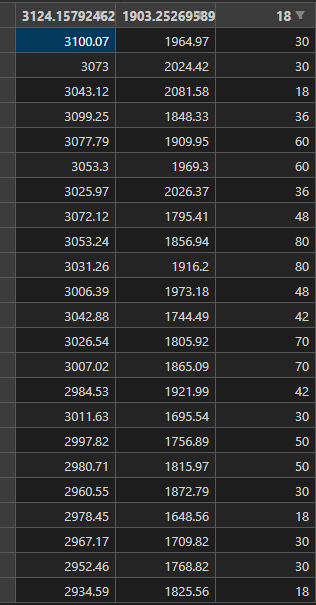 3124.15792462 1903.25269589 18
3100.07 1964.97 30
3073 2024.42 30
3043.12 2081.58 18
3099.25 1848.33 36
3077.79 1909.95 60
3053.3 1969.3 60
3025.97 2026.37 36
3072.12 1795.41 48
3053.24 1856.94 80
3031.26 1916.2 80
3006.39 1973.18 48
3042.88 1744.49 42
3026.54 1805.92 70
3007.02 1865.09 70
2984.53 1921.99 42
3011.63 1695.54 30
2997.82 1756.89 50
2980.71 1815.97 50
2960.55 1872.79 30
2978.45 1648.56 18
2967.17 1709.82 30
2952.46 1768.82 30
2934.59 1825.56 18